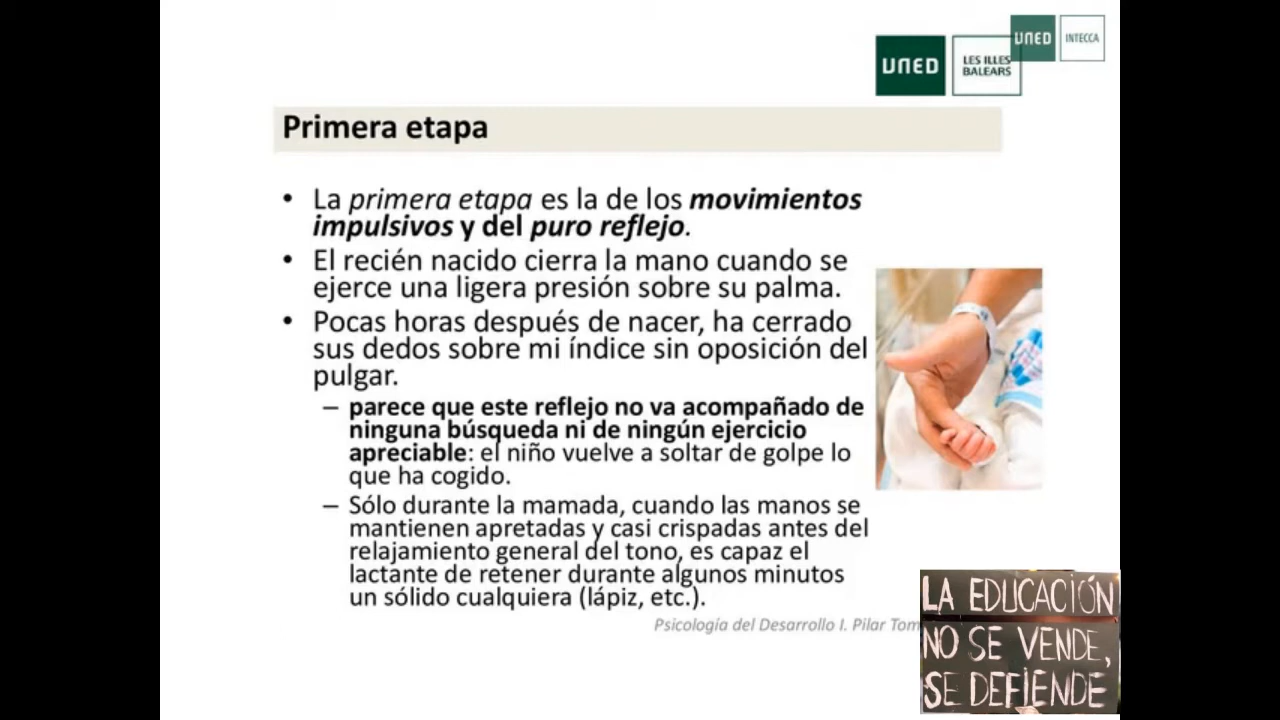 UNED
INTECCA
UNED
LES ILLES
BALEARS
Primera etapa
• La primera etapa es la de los movimientos
impulsivos y del puro reflejo.
• El recién nacido cierra la mano cuando se
ejerce una ligera presión sobre su palma.
• Pocas horas después de nacer, ha cerrado
sus dedos sobre mi índice sin oposición del
pulgar.
– parece que este reflejo no va acompañado de
ninguna búsqueda ni de ningún ejercicio
apreciable: el niño vuelve a soltar de golpe lo
que ha cogido.
– Sólo durante la mamada, cuando las manos se
mantienen apretadas y casi crispadas antes del
relajamiento general del tono, es capaz el
lactante de retener durante algunos minutos
un sólido cualquiera (lápiz, etc.).
Psicología del Desarrollo I. Pilar Tom
LA EDUCACIÓN
NO SE VENDE,
SE DEFIENDE